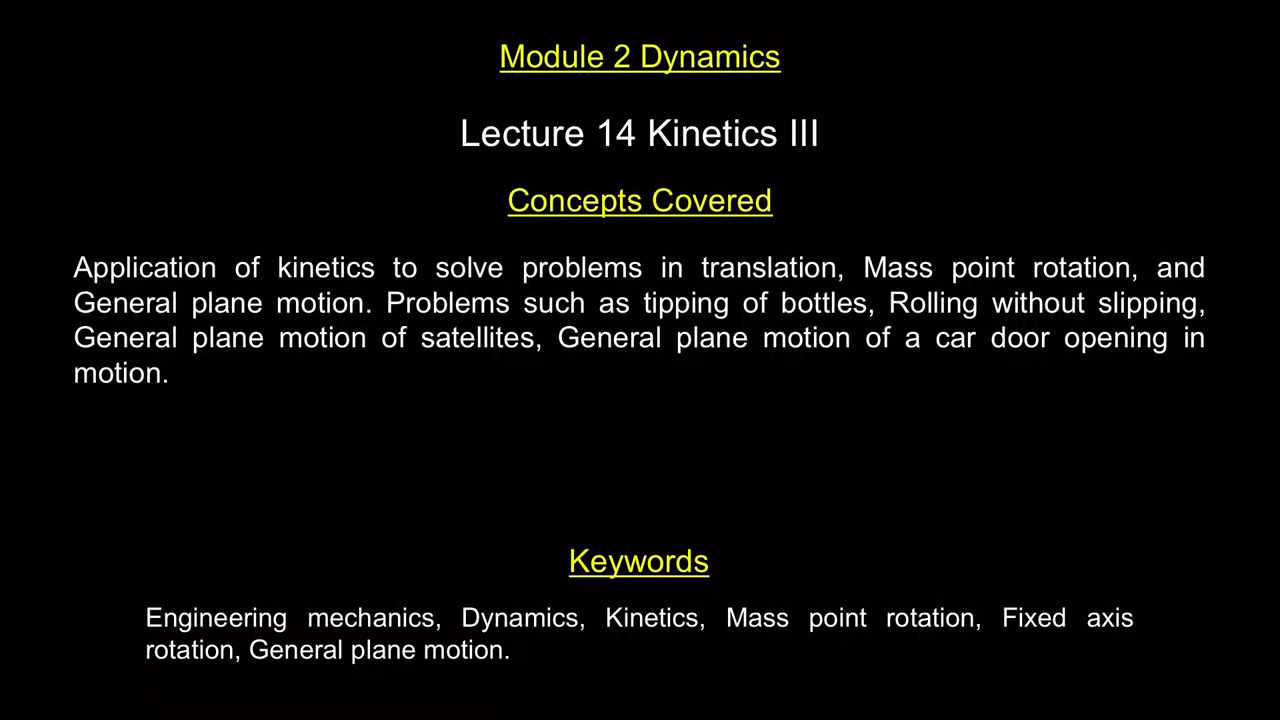 Module 2 Dynamics
Lecture 14 Kinetics III
Concepts Covered
Application of kinetics to solve problems in translation, Mass point rotation, and
General plane motion. Problems such as tipping of bottles, Rolling without slipping,
General plane motion of satellites, General plane motion of a car door opening in
motion.
Keywords
Engineering mechanics, Dynamics, Kinetics, Mass point rotation, Fixed axis
rotation, General plane motion.